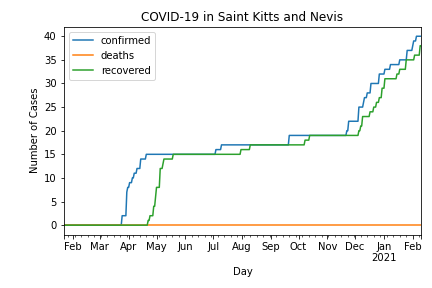 COVID-19 in Saint Kitts and Nevis
confirmed
deaths
recovered
40
35
30
25
20
15
10
5
0
Number of Cases
Feb Mar Apr May Jun Jul Aug Sep Oct Nov Dec Jan Feb
2021
Day